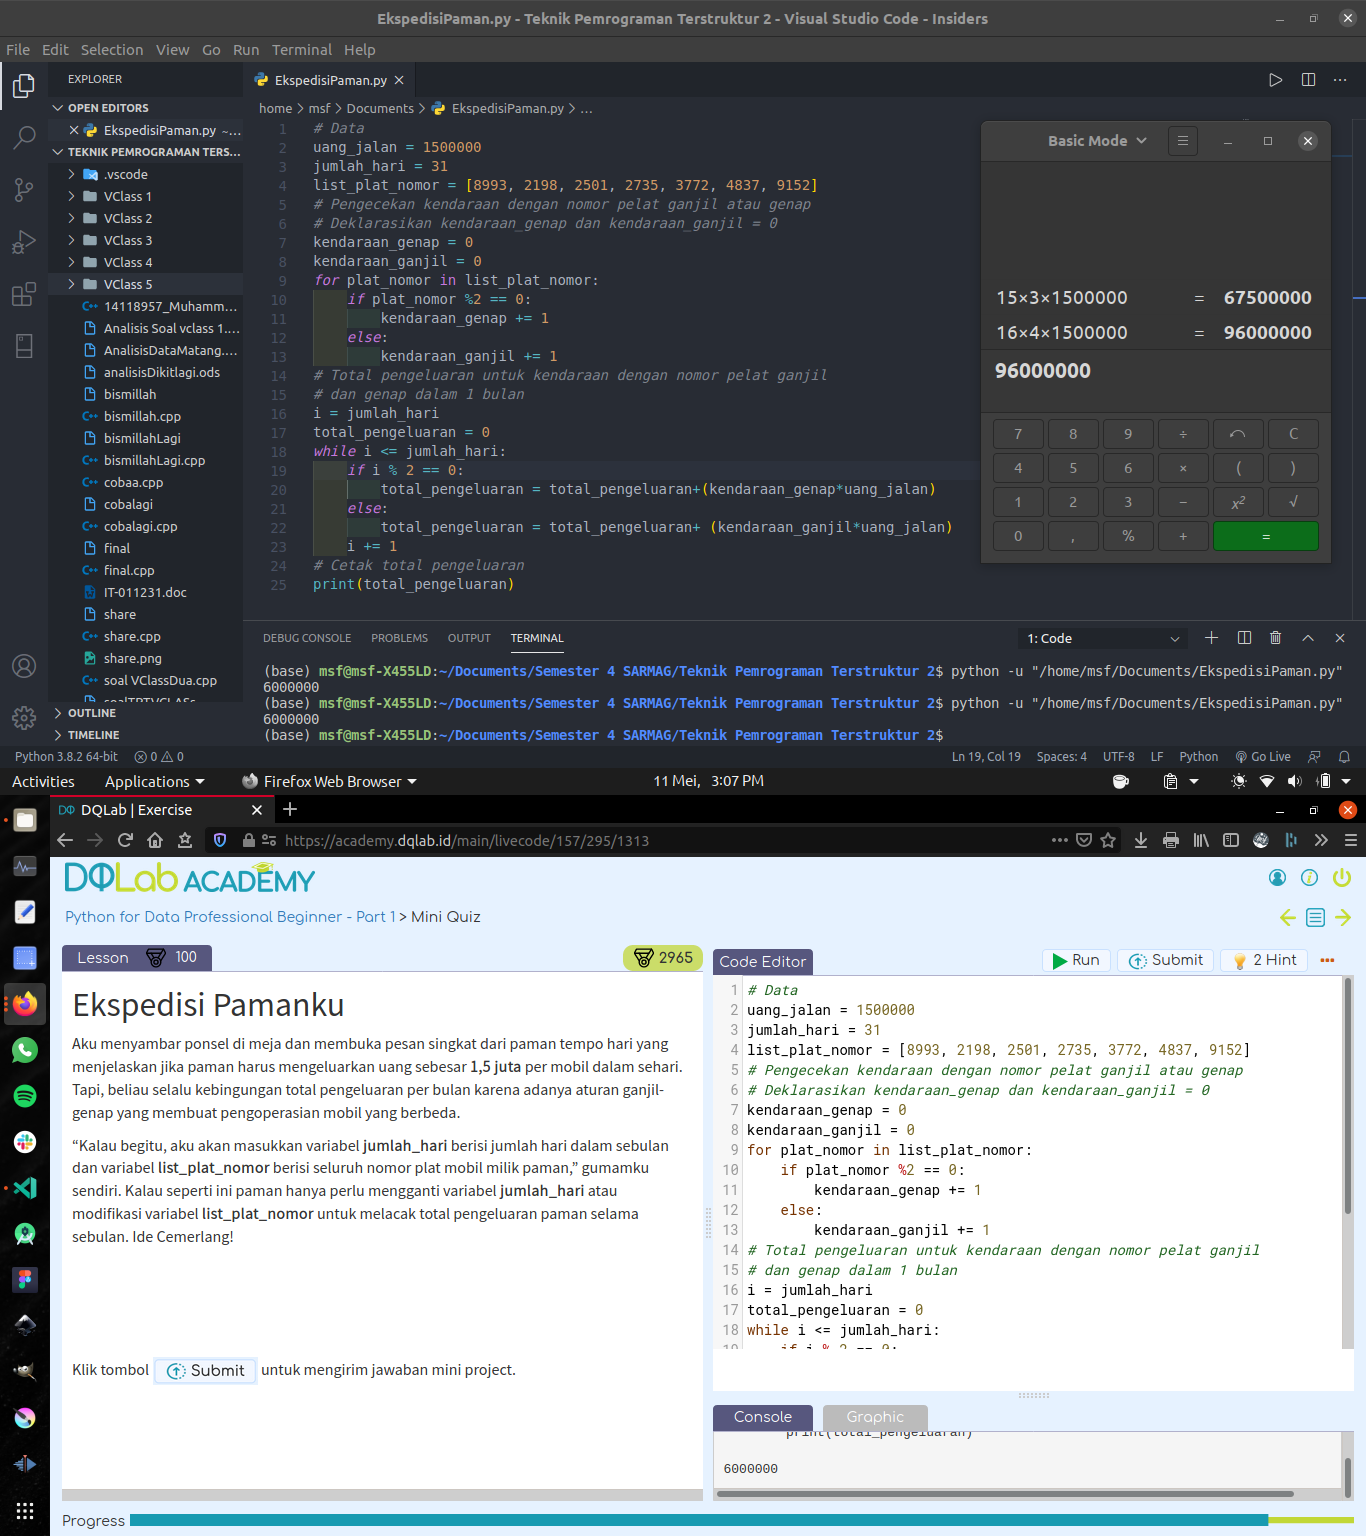 EkspedisiPaman.py - Teknik Pemrograman Terstruktur 2 - Visual Studio Code - Insiders
File Edit Selection View Go Run Terminal Help
EXPLORER
OPEN EDITORS
EkspedisiPaman.py ~...
TEKNIK PEMROGRAMAN TERS...
.vscode
VClass 1
VClass 2
VClass 3
VClass 4
VClass 5
14118957_Muhamm...
Analisis Soal vclass 1....
AnalisisDataMatang....
analisisDikitlagi.ods
bismillah
bismillah.cpp
bismillahLagi
bismillahLagi.cpp
cobaa.cpp
cobalagi
cobalagi.cpp
final
final.cpp
IT-011231.doc
share
share.cpp
share.png
soal VClassDua.cpp
OUTLINE
TIMELINE
EkspedisiPaman.py
home > msf > Documents > EkspedisiPaman.py > ...
1 # Data
2 uang_jalan = 1500000
3 jumlah_hari = 31
4 list_plat_nomor = [8993, 2198, 2501, 2735, 3772, 4837, 9152]
5 # Pengecekan kendaraan dengan nomor pelat ganjil atau genap
6 # Deklarasikan kendaraan_genap dan kendaraan_ganjil = 0
7 kendaraan_genap = 0
8 kendaraan_ganjil = 0
9 for plat_nomor in list_plat_nomor:
10 if plat_nomor %2 == 0:
11 kendaraan_genap += 1
12 else:
13 kendaraan_ganjil += 1
14 # Total pengeluaran untuk kendaraan dengan nomor pelat ganjil
15 # dan genap dalam 1 bulan
16 i = jumlah_hari
17 total_pengeluaran = 0
18 while i <= jumlah_hari:
19 if i % 2 == 0:
20 total_pengeluaran = total_pengeluaran+(kendaraan_genap*uang_jalan)
21 else:
22 total_pengeluaran = total_pengeluaran+ (kendaraan_ganjil*uang_jalan)
23 i += 1
24 # Cetak total pengeluaran
25 print(total_pengeluaran)
Basic Mode
15×3×1500000 = 67500000
16×4×1500000 = 96000000
96000000
7 8 9 ÷ C
4 5 6 × ( )
1 2 3 − x² √
0 , % + =
DEBUG CONSOLE PROBLEMS OUTPUT TERMINAL
1: Code
(base) msf@msf-X455LD:~/Documents/Semester 4 SARMAG/Teknik Pemrograman Terstruktur 2$ python -u "/home/msf/Documents/EkspedisiPaman.py"
6000000
(base) msf@msf-X455LD:~/Documents/Semester 4 SARMAG/Teknik Pemrograman Terstruktur 2$ python -u "/home/msf/Documents/EkspedisiPaman.py"
6000000
(base) msf@msf-X455LD:~/Documents/Semester 4 SARMAG/Teknik Pemrograman Terstruktur 2$
Python 3.8.2 64-bit 0 0
Ln 19, Col 19 Spaces: 4 UTF-8 LF Python Go Live
Activities Applications Firefox Web Browser 11 Mei, 3:07 PM
DQLab | Exercise
https://academy.dqlab.id/main/livecode/157/295/1313
DQLab ACADEMY
Python for Data Professional Beginner - Part 1 > Mini Quiz
Lesson 100
2965
Ekspedisi Pamanku
Aku menyambar ponsel di meja dan membuka pesan singkat dari paman tempo hari yang
menjelaskan jika paman harus mengeluarkan uang sebesar 1,5 juta per mobil dalam sehari.
Tapi, beliau selalu kebingungan total pengeluaran per bulan karena adanya aturan ganjil-
genap yang membuat pengoperasian mobil yang berbeda.
“Kalau begitu, aku akan masukkan variabel jumlah_hari berisi jumlah hari dalam sebulan
dan variabel list_plat_nomor berisi seluruh nomor plat mobil milik paman,” gumamku
sendiri. Kalau seperti ini paman hanya perlu mengganti variabel jumlah_hari atau
modifikasi variabel list_plat_nomor untuk melacak total pengeluaran paman selama
sebulan. Ide Cemerlang!
Klik tombol Submit untuk mengirim jawaban mini project.
Code Editor
Run Submit 2 Hint
1 # Data
2 uang_jalan = 1500000
3 jumlah_hari = 31
4 list_plat_nomor = [8993, 2198, 2501, 2735, 3772, 4837, 9152]
5 # Pengecekan kendaraan dengan nomor pelat ganjil atau genap
6 # Deklarasikan kendaraan_genap dan kendaraan_ganjil = 0
7 kendaraan_genap = 0
8 kendaraan_ganjil = 0
9 for plat_nomor in list_plat_nomor:
10 if plat_nomor %2 == 0:
11 kendaraan_genap += 1
12 else:
13 kendaraan_ganjil += 1
14 # Total pengeluaran untuk kendaraan dengan nomor pelat ganjil
15 # dan genap dalam 1 bulan
16 i = jumlah_hari
17 total_pengeluaran = 0
18 while i <= jumlah_hari:
19 if i % 2 == 0:
Console Graphic
print(total_pengeluaran)
6000000
Progress